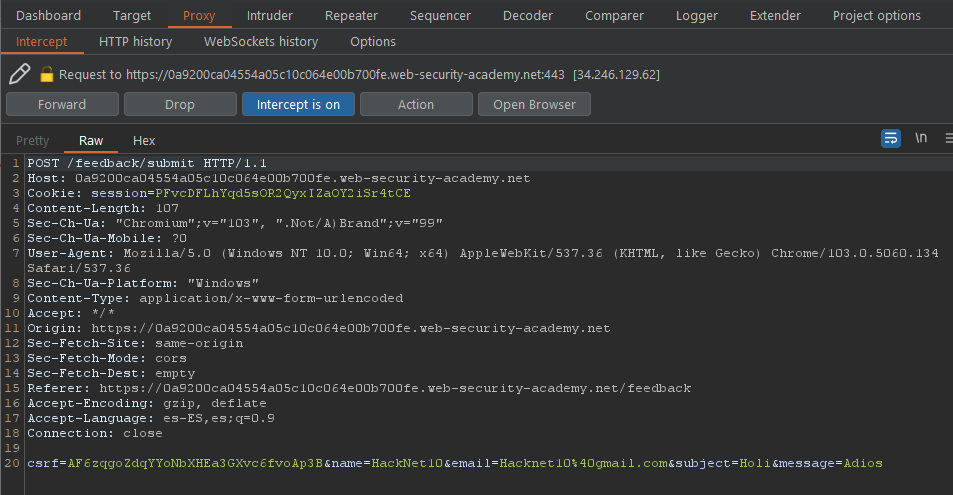 Dashboard Target Proxy Intruder Repeater Sequencer Decoder Comparer Logger Extender Project options
Intercept HTTP history WebSockets history Options
Request to https://0a9200ca04554a05c10c064e00b700fe.web-security-academy.net:443 [34.246.129.62]
Forward Drop Intercept is on Action Open Browser
Pretty Raw Hex \n
1 POST /feedback/submit HTTP/1.1
2 Host: 0a9200ca04554a05c10c064e00b700fe.web-security-academy.net
3 Cookie: session=PFvcDFLhYqd5sOR2QyxIZaOY2iSr4tCE
4 Content-Length: 107
5 Sec-Ch-Ua: "Chromium";v="103", ".Not/A)Brand";v="99"
6 Sec-Ch-Ua-Mobile: ?0
7 User-Agent: Mozilla/5.0 (Windows NT 10.0; Win64; x64) AppleWebKit/537.36 (KHTML, like Gecko) Chrome/103.0.5060.134
Safari/537.36
8 Sec-Ch-Ua-Platform: "Windows"
9 Content-Type: application/x-www-form-urlencoded
10 Accept: */*
11 Origin: https://0a9200ca04554a05c10c064e00b700fe.web-security-academy.net
12 Sec-Fetch-Site: same-origin
13 Sec-Fetch-Mode: cors
14 Sec-Fetch-Dest: empty
15 Referer: https://0a9200ca04554a05c10c064e00b700fe.web-security-academy.net/feedback
16 Accept-Encoding: gzip, deflate
17 Accept-Language: es-ES,es;q=0.9
18 Connection: close
19
20 csrf=AF6zqgoZdqYYoNbXHEa3GXvc6fvoAp3B&name=HackNet10&email=Hacknet10%40gmail.com&subject=Holi&message=Adios